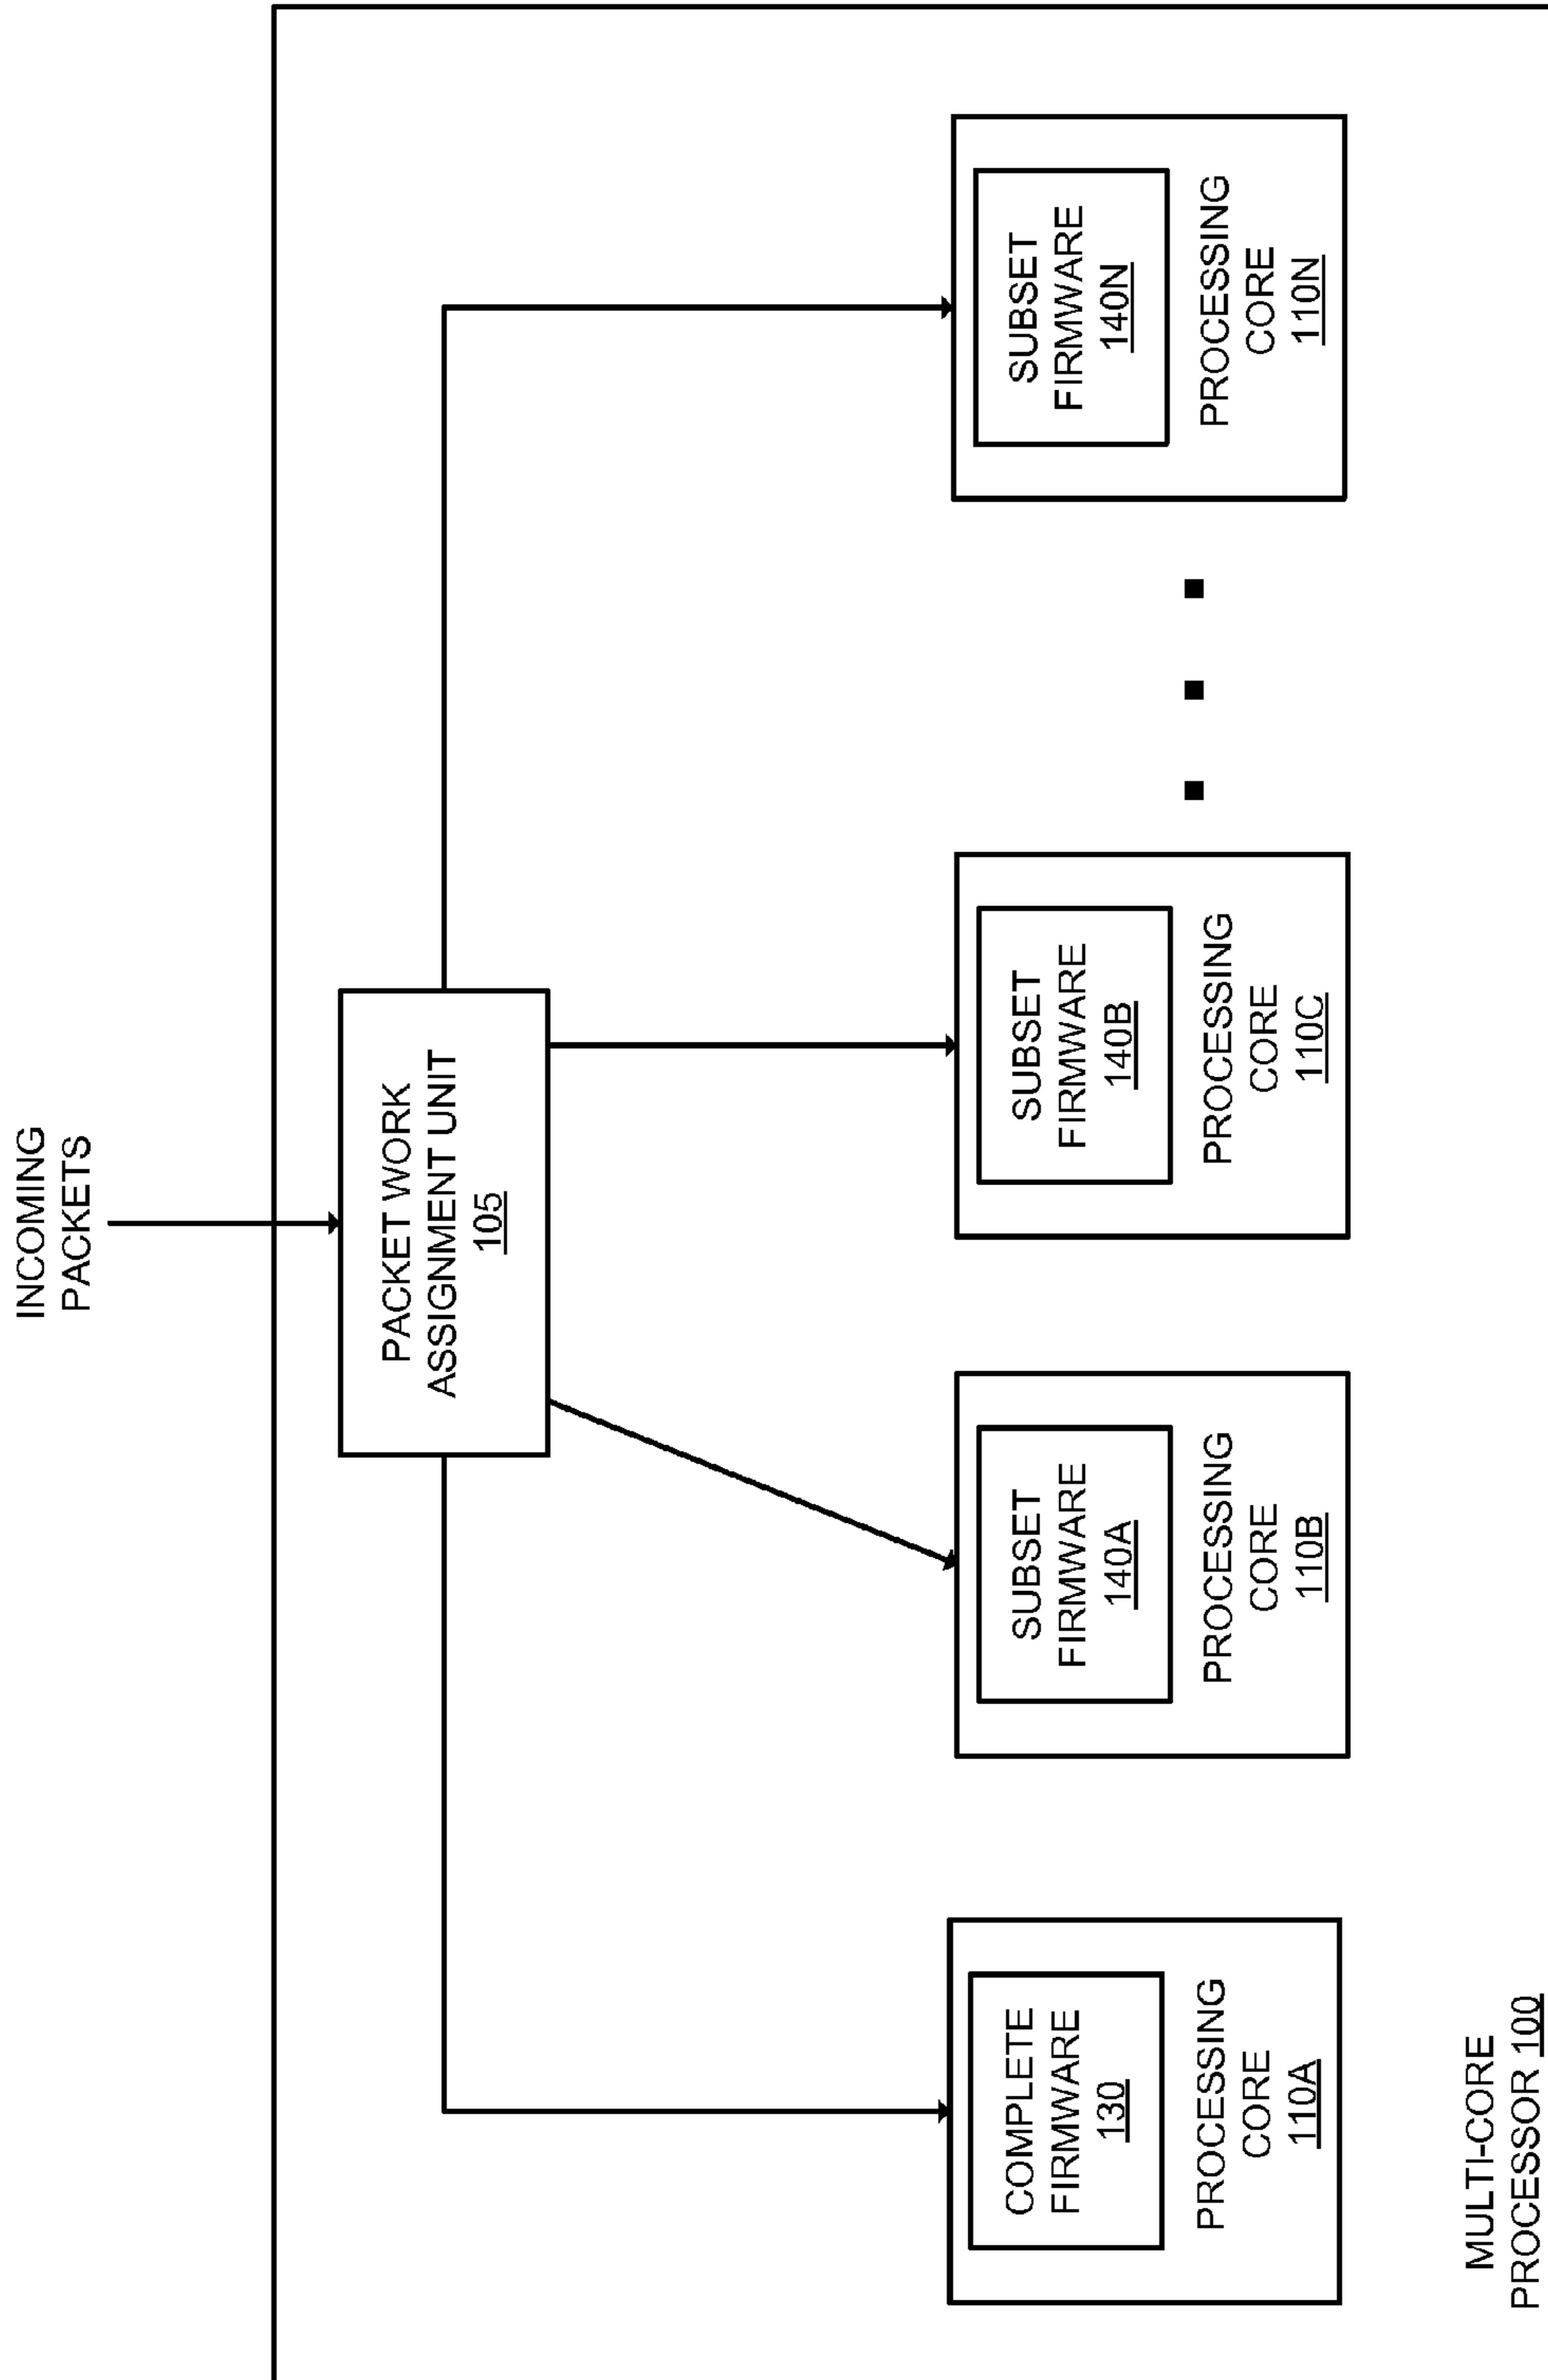 INCOMING
PACKETS
PACKET WORK
ASSIGNMENT UNIT
105
COMPLETE
FIRMWARE
130
PROCESSING
CORE
110A
SUBSET
FIRMWARE
140A
PROCESSING
CORE
110B
SUBSET
FIRMWARE
140B
PROCESSING
CORE
110C
SUBSET
FIRMWARE
140N
PROCESSING
CORE
110N
MULTI-CORE
PROCESSOR 100